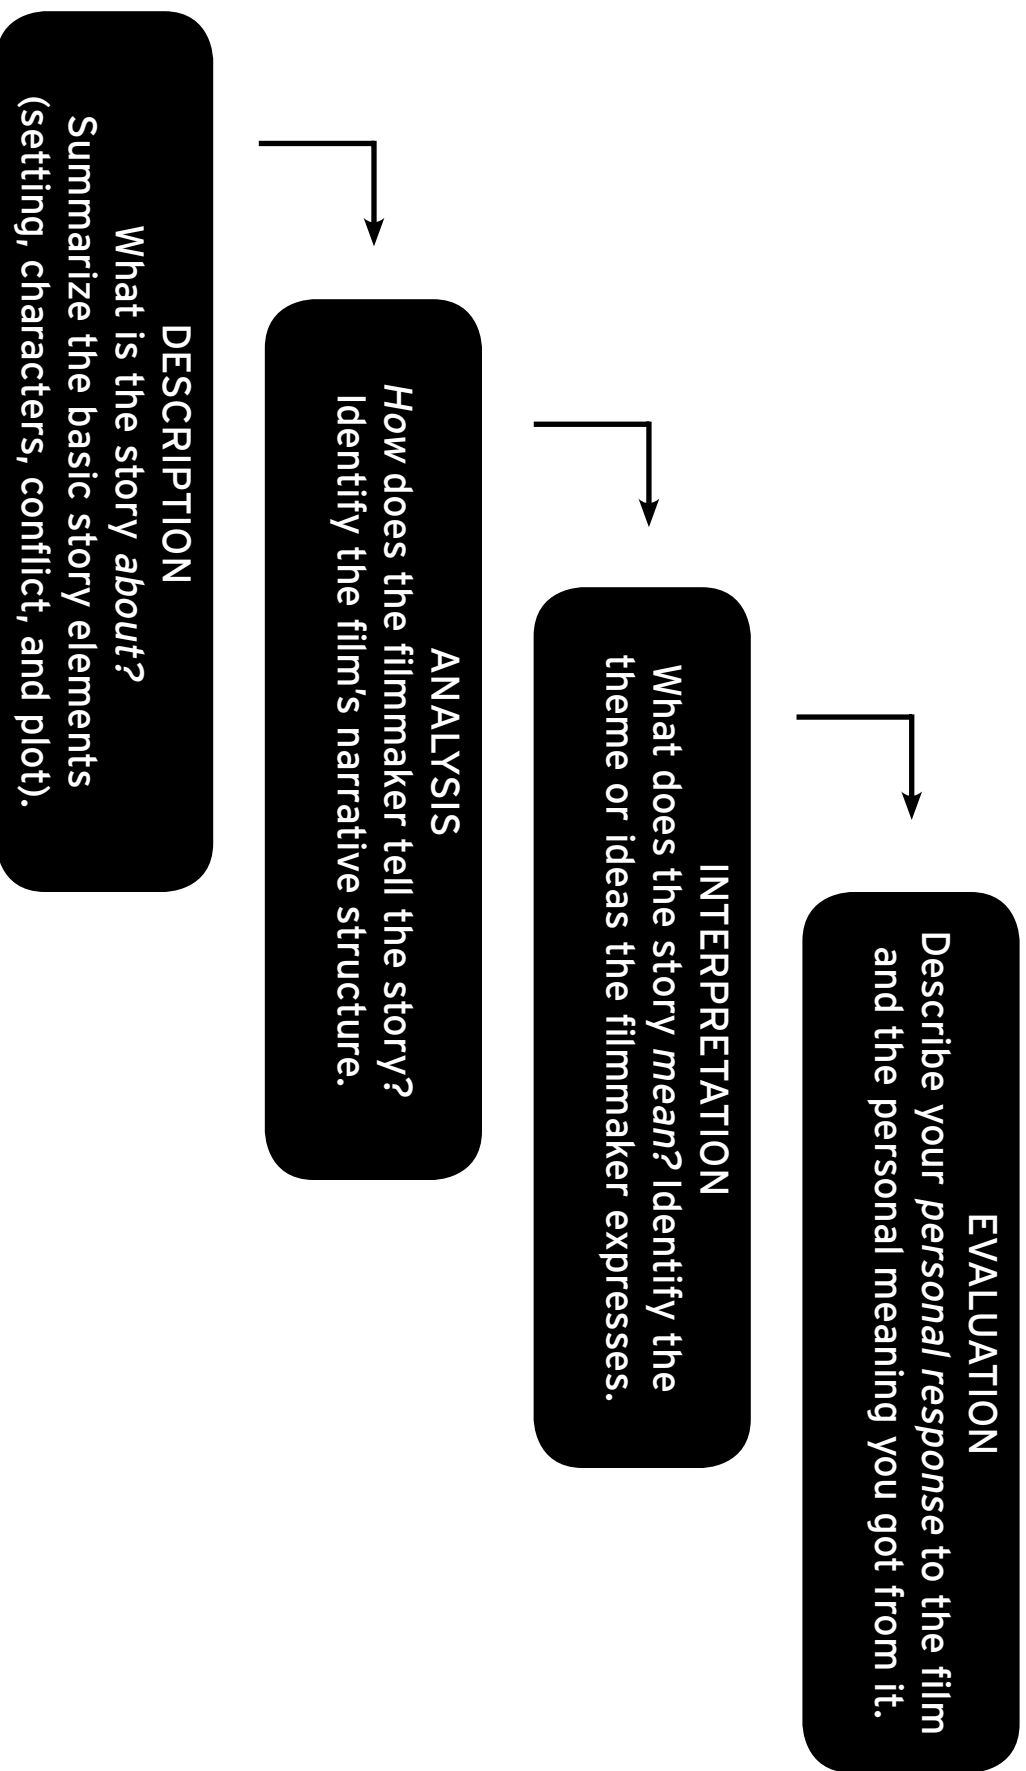 DESCRIPTION
What is the story about?
Summarize the basic story elements
(setting, characters, conflict, and plot).
ANALYSIS
How does the filmmaker tell the story?
Identify the film's narrative structure.
INTERPRETATION
What does the story mean? Identify the
theme or ideas the filmmaker expresses.
EVALUATION
Describe your personal response to the film
and the personal meaning you got from it.